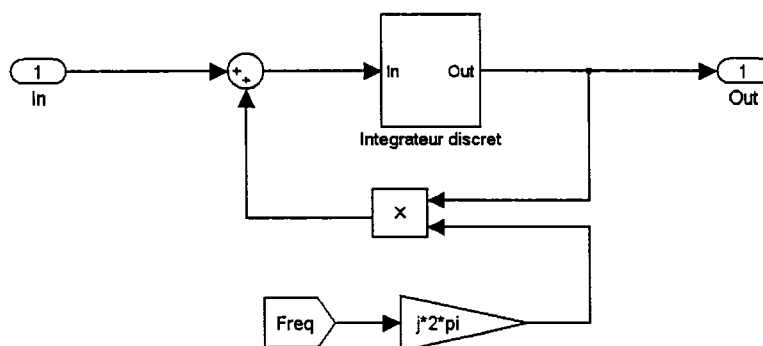 1
In
+
+
In
Out
Integrateur discret
1
Out
×
Freq
j*2*pi